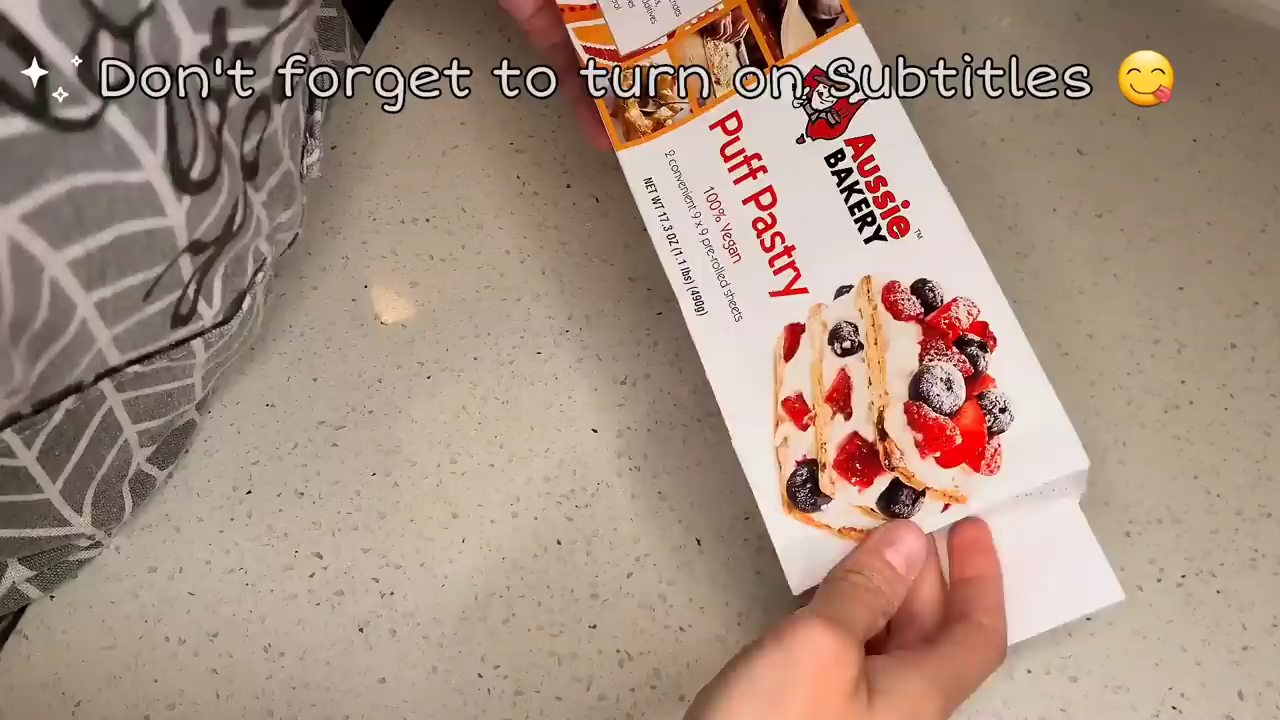 Don't forget to turn on Subtitles 😋
Aussie
BAKERY™
Puff Pastry
100% Vegan
2 convenient 9 x 9 pre-rolled sheets
NET WT 17.3 OZ (1.1 lbs) (490g)